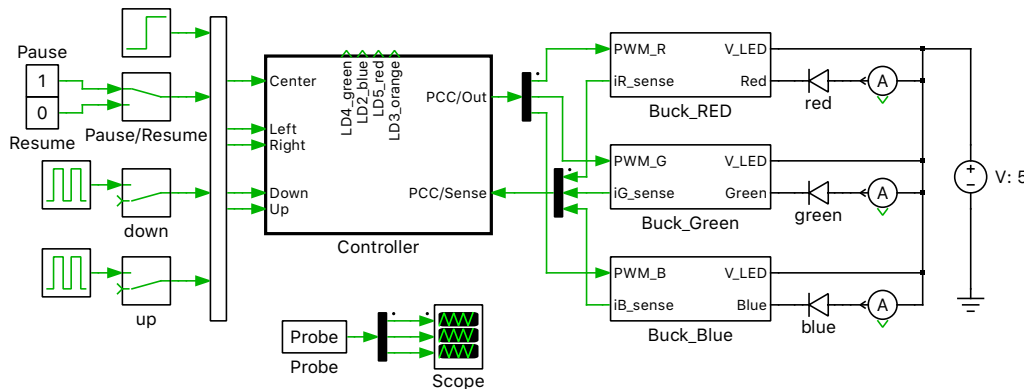 Pause
1
0
Resume
Pause/Resume
down
up
Center
Left
Right
Down
Up
LD4_green
LD2_blue
LD5_red
LD3_orange
PCC/Out
PCC/Sense
Controller
PWM_R
V_LED
iR_sense
Red
Buck_RED
red
A
PWM_G
V_LED
iG_sense
Green
Buck_Green
green
A
PWM_B
V_LED
iB_sense
Blue
Buck_Blue
blue
A
V: 5
Probe
Probe
Scope